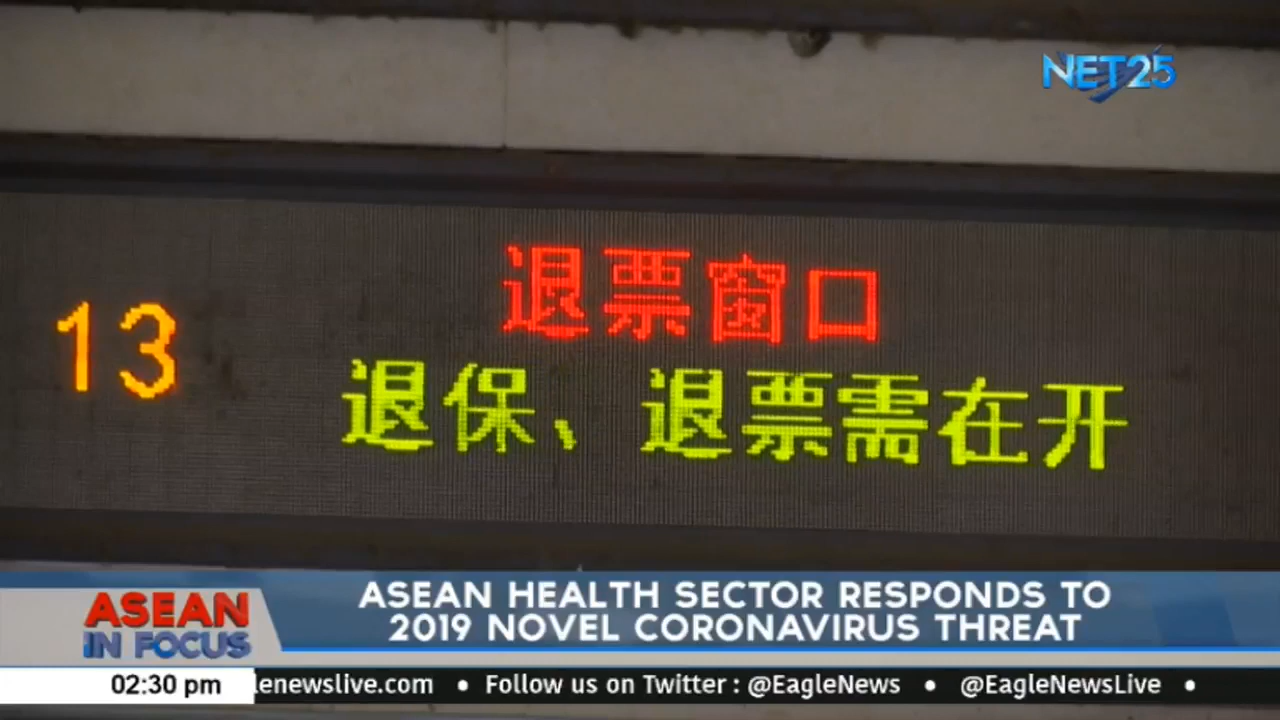 NET25
13
退票窗口
退保、退票需在开
ASEAN HEALTH SECTOR RESPONDS TO
2019 NOVEL CORONAVIRUS THREAT
ASEAN
IN FOCUS
02:30 pm
lenewslive.com • Follow us on Twitter : @EagleNews • @EagleNewsLive •